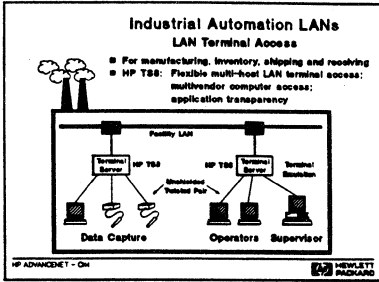 Industrial Automation LANs
LAN Terminal Access
For manufacturing, inventory, shipping and receiving
HP TS8: Flexible multi-host LAN terminal access;
multivendor computer access;
application transparency
Facility LAN
Terminal Server
HP TS8
HP TS8
Terminal Server
Terminal Emulation
Unshielded Twisted Pair
Data Capture
Operators
Supervisor
HP ADVANCENET - CIM
HEWLETT PACKARD